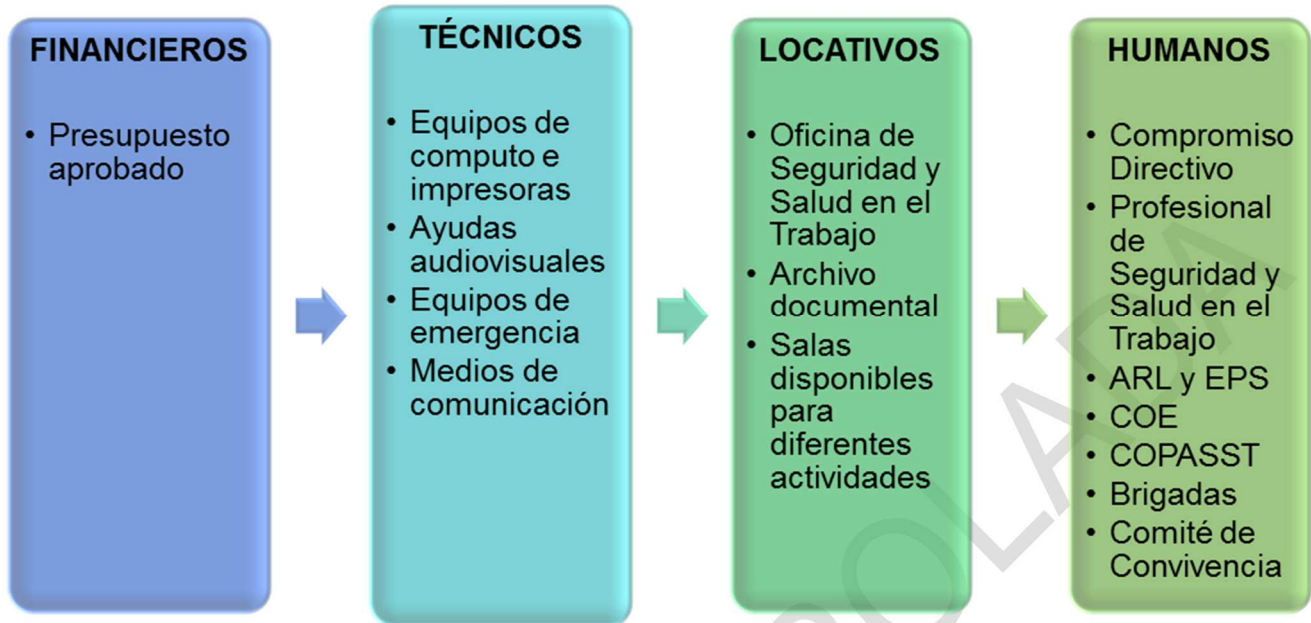 FINANCIEROS
• Presupuesto
aprobado
TÉCNICOS
• Equipos de
computo e
impresoras
• Ayudas
audiovisuales
• Equipos de
emergencia
• Medios de
comunicación
LOCATIVOS
• Oficina de
Seguridad y
Salud en el
Trabajo
• Archivo
documental
• Salas
disponibles
para
diferentes
actividades
HUMANOS
• Compromiso
Directivo
• Profesional
de
Seguridad y
Salud en el
Trabajo
• ARL y EPS
• COE
• COPASST
• Brigadas
• Comité de
Convivencia
OLADA